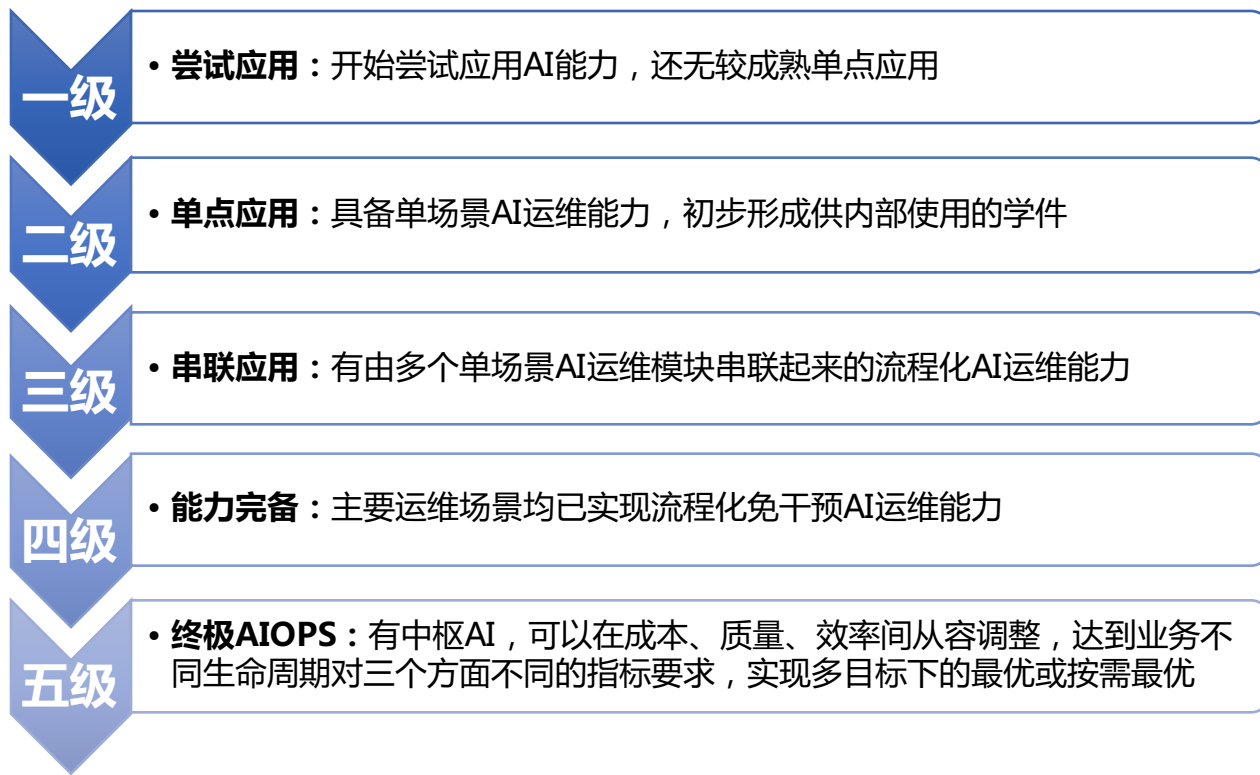 一级
• 尝试应用：开始尝试应用AI能力，还无较成熟单点应用
二级
• 单点应用：具备单场景AI运维能力，初步形成供内部使用的学件
三级
• 串联应用：有由多个单场景AI运维模块串联起来的流程化AI运维能力
四级
• 能力完备：主要运维场景均已实现流程化免干预AI运维能力
五级
• 终极AIOPS：有中枢AI，可以在成本、质量、效率间从容调整，达到业务不
同生命周期对三个方面不同的指标要求，实现多目标下的最优或按需最优